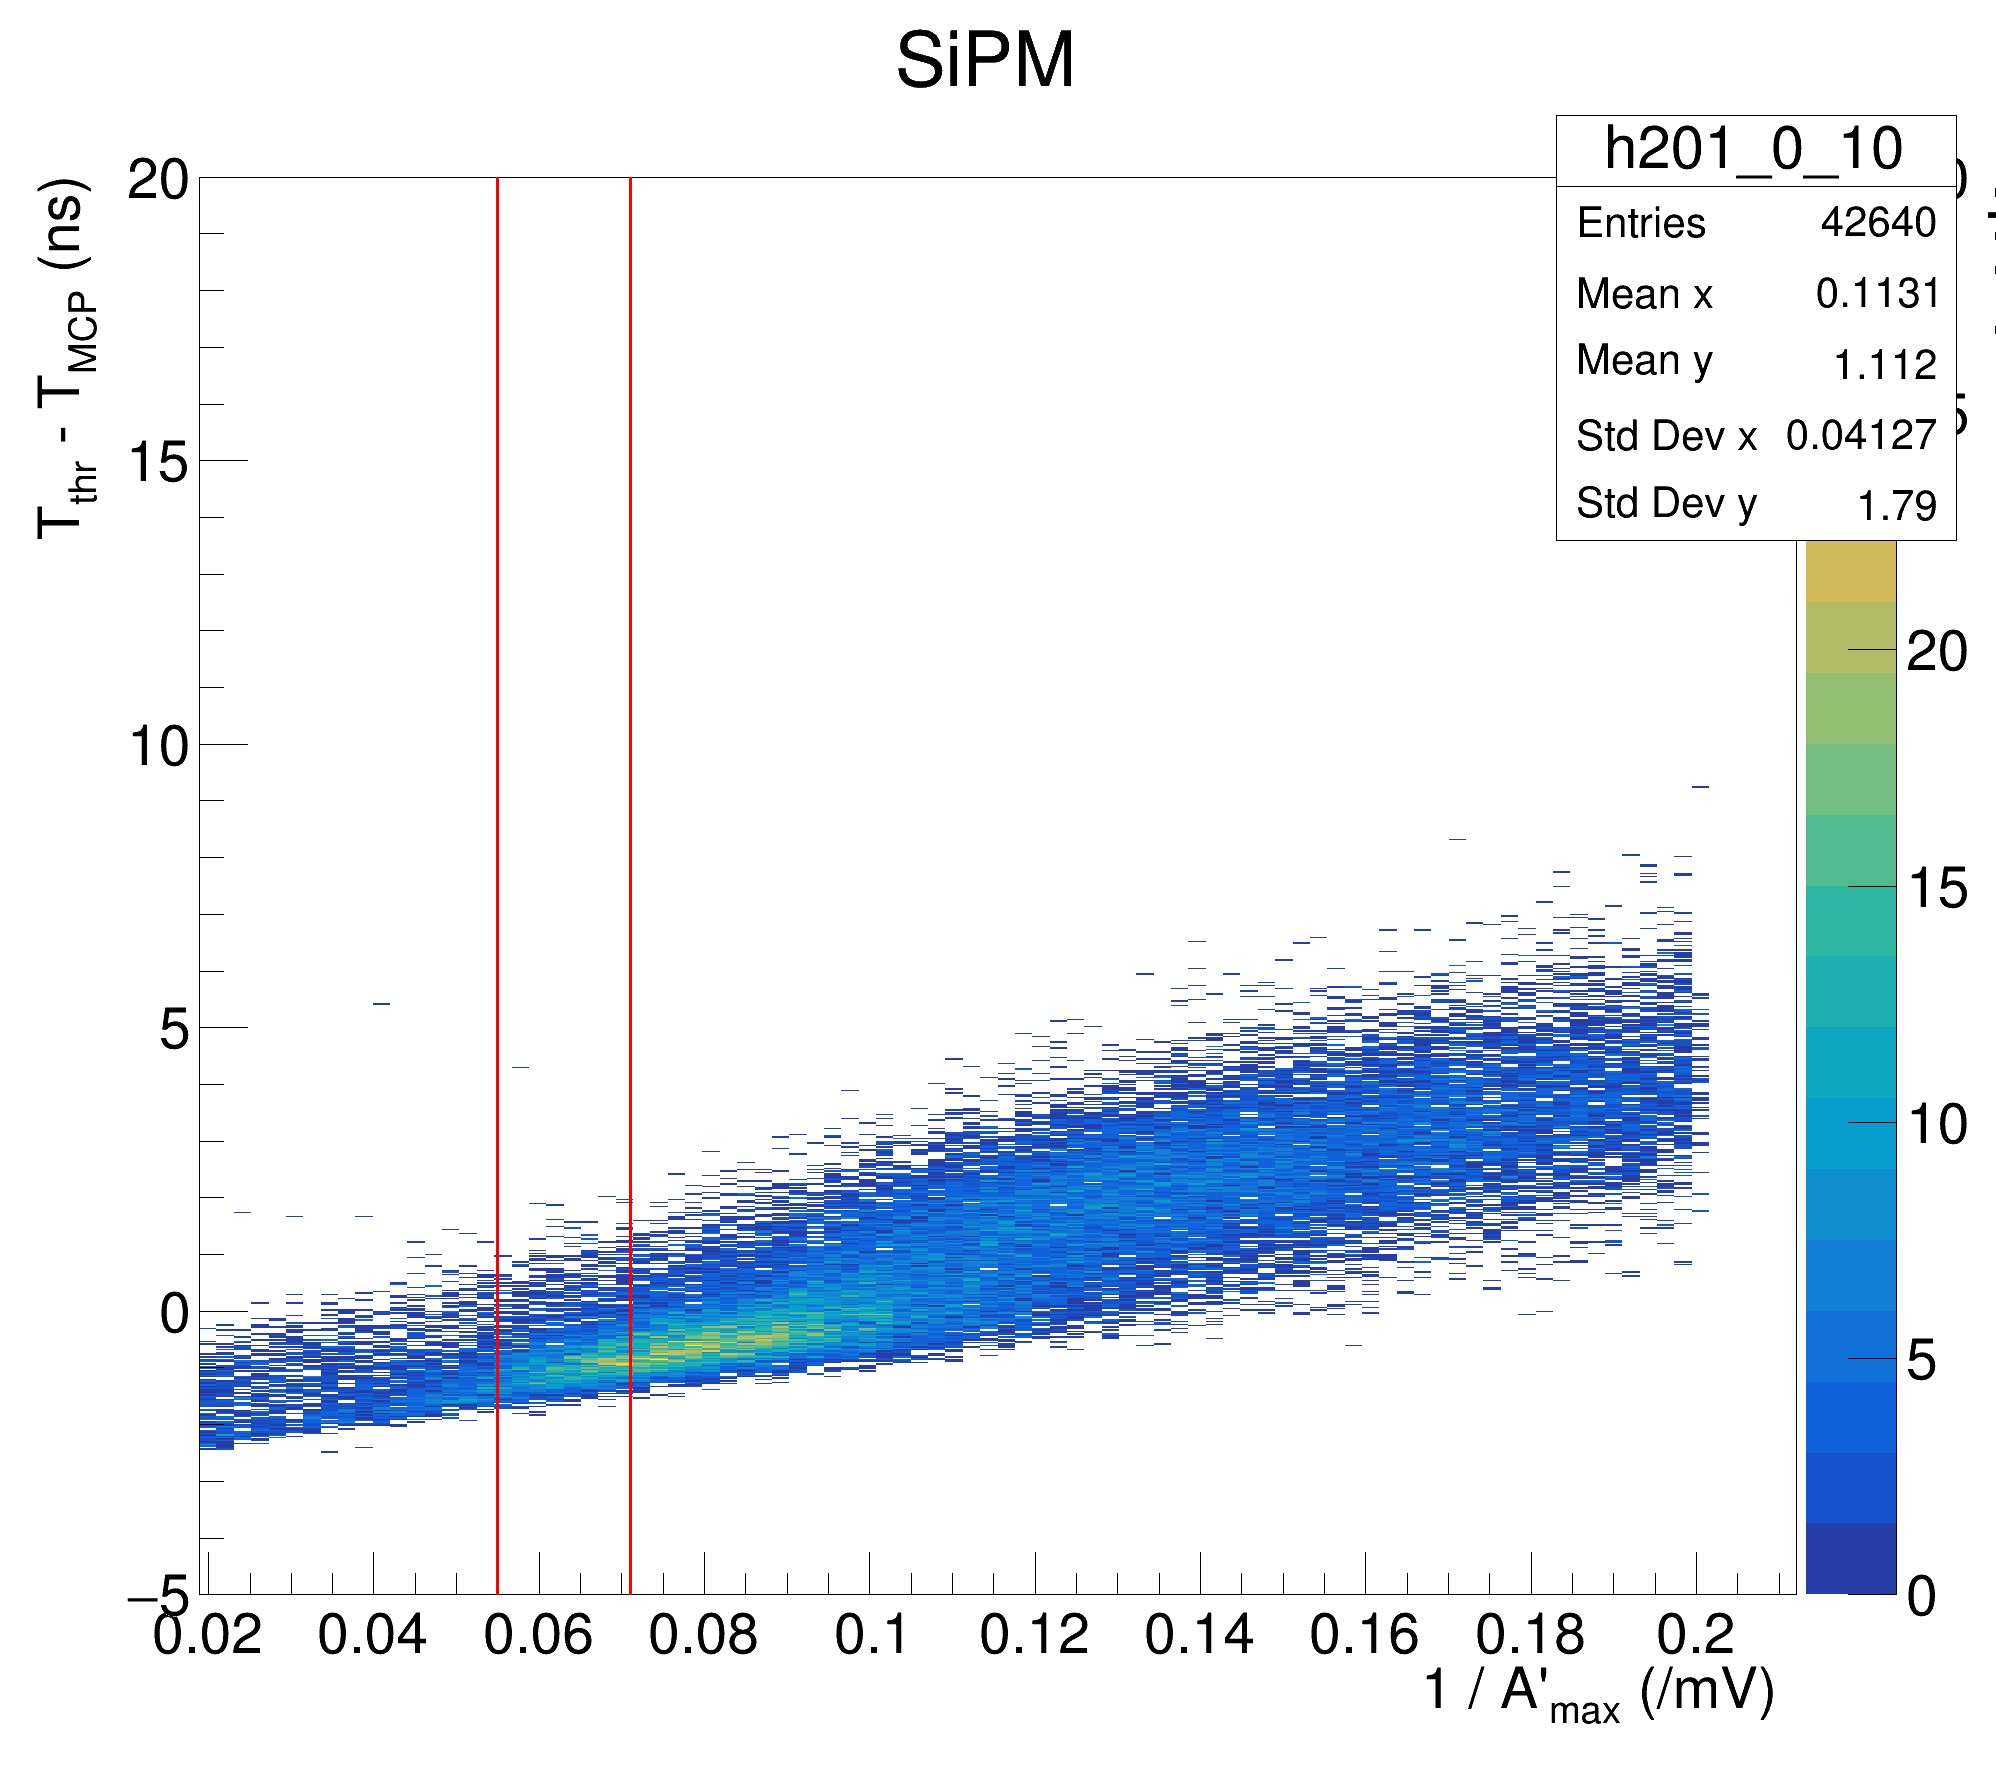 SiPM
h201_0_10
Entries 42640
Mean x 0.1131
Mean y 1.112
Std Dev x 0.04127
Std Dev y 1.79
T_thr - T_MCP (ns)
20
15
10
5
0
−5
0.02 0.04 0.06 0.08 0.1 0.12 0.14 0.16 0.18 0.2
1 / A'_max (/mV)
20
15
10
5
0